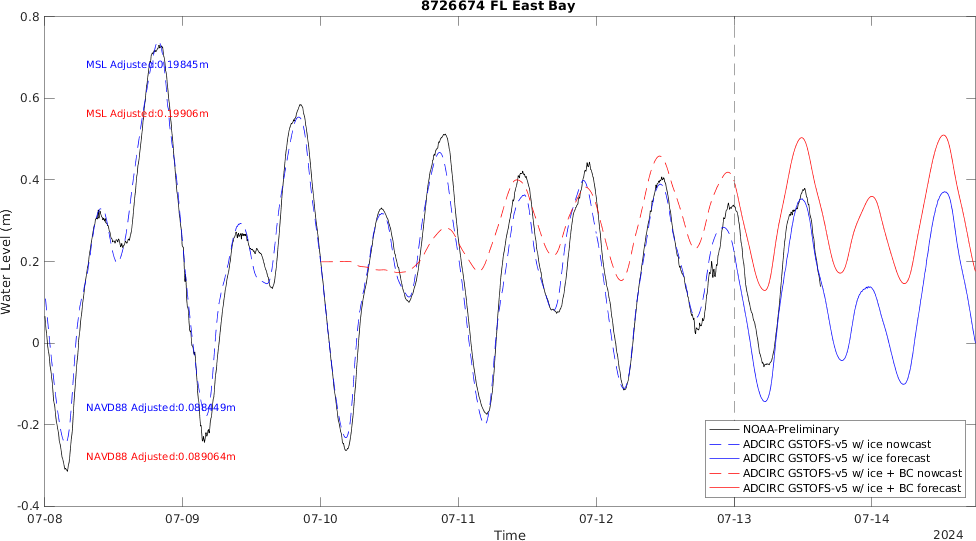 8726674 FL East Bay
0.8
0.6
0.4
0.2
0
-0.2
-0.4
Water Level (m)
MSL Adjusted:0.19845m
MSL Adjusted:0.19906m
NAVD88 Adjusted:0.088449m
NAVD88 Adjusted:0.089064m
NOAA-Preliminary
ADCIRC GSTOFS-v5 w/ ice nowcast
ADCIRC GSTOFS-v5 w/ ice forecast
ADCIRC GSTOFS-v5 w/ ice + BC nowcast
ADCIRC GSTOFS-v5 w/ ice + BC forecast
07-08 07-09 07-10 07-11 07-12 07-13 07-14
Time
2024